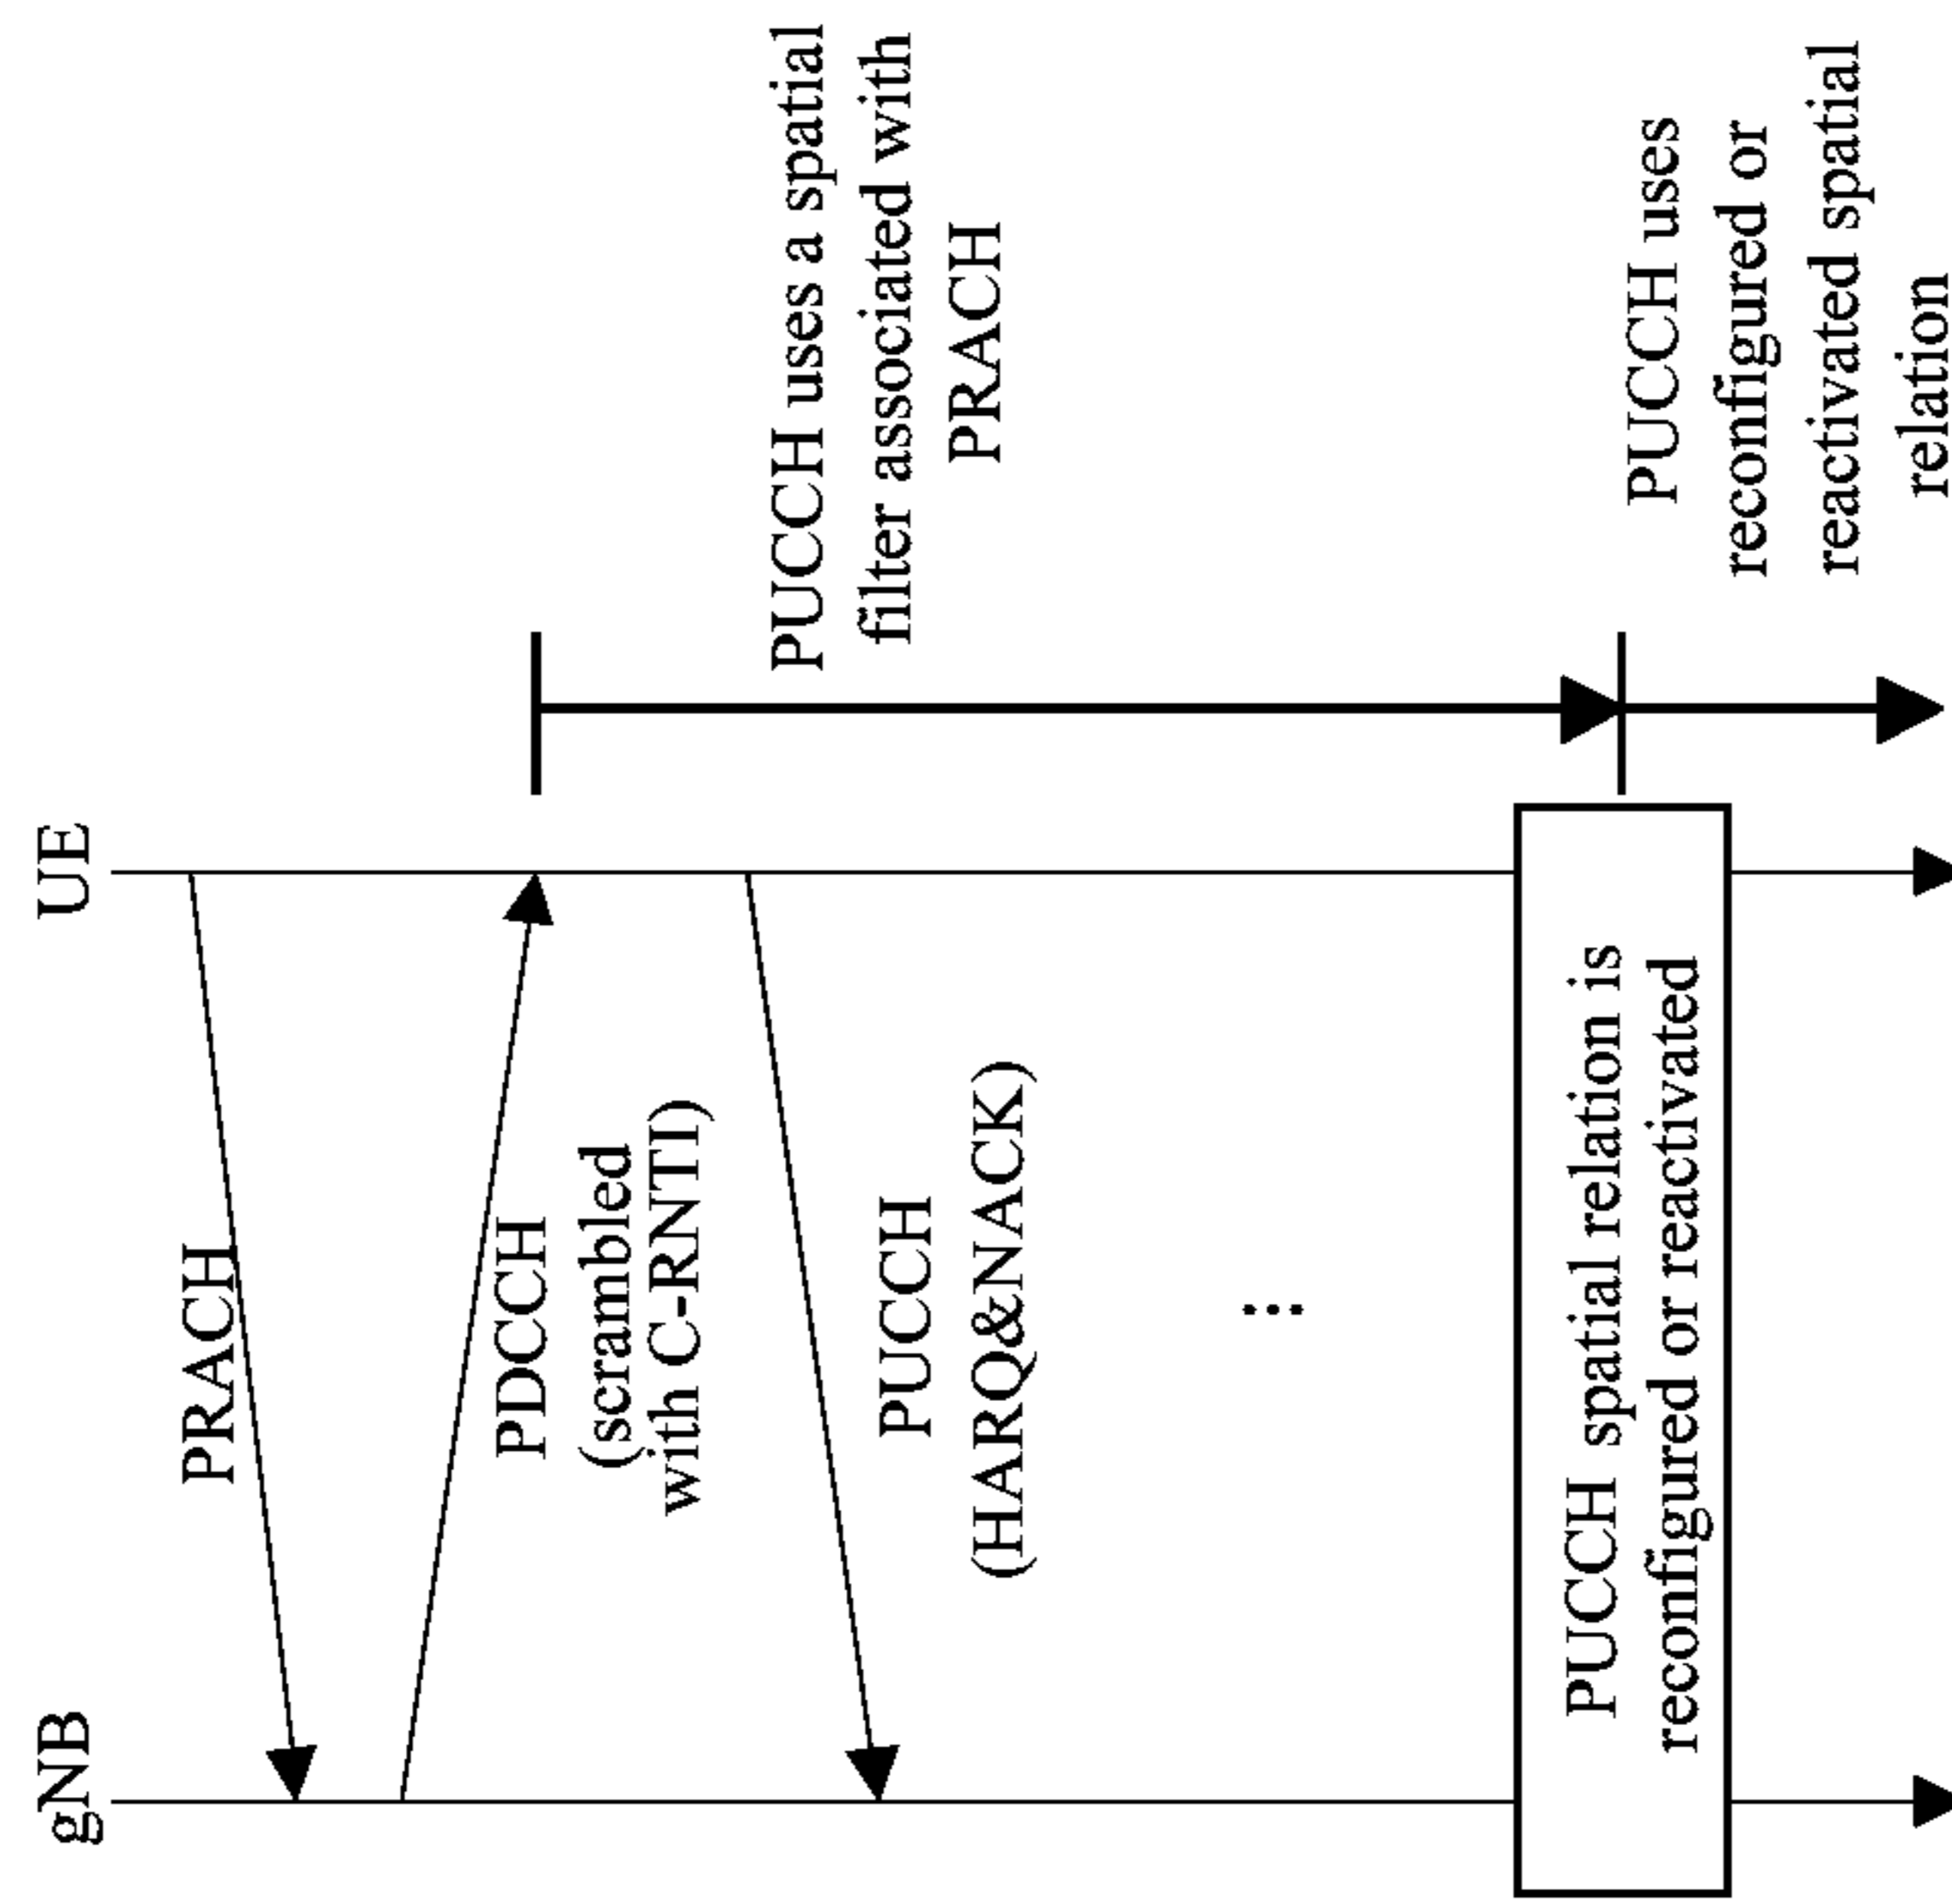 gNB
UE
PRACH
PDCCH
(scrambled
with C-RNTI)
PUCCH
(HARQ&NACK)
...
PUCCH spatial relation is
reconfigured or reactivated
PUCCH uses a spatial
filter associated with
PRACH
PUCCH uses
reconfigured or
reactivated spatial
relation